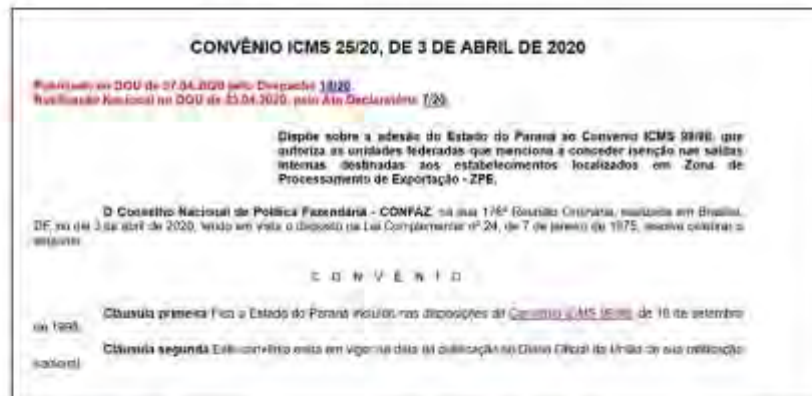 CONVÊNIO ICMS 25/20, DE 3 DE ABRIL DE 2020
Publicado no DOU de 07.04.2020 pelo Despacho
Ratificação Nacional no DOU de 23.04.2020, pelo Ato Declaratório 7/20.
Dispõe sobre a adesão do Estado do Paraná ao Convênio ICMS 99/98, que
autoriza as unidades federadas que menciona a conceder isenção nas saídas
internas destinadas aos estabelecimentos localizados em Zona de
Processamento de Exportação - ZPE.
O Conselho Nacional de Política Fazendária - CONFAZ, na sua 176ª Reunião Ordinária, realizada em Brasília,
DF, no dia 3 de abril de 2020, tendo em vista o disposto na Lei Complementar nº 24, de 7 de janeiro de 1975, resolve celebrar o
seguinte
C O N V Ê N I O
Cláusula primeira Fica o Estado do Paraná incluído nas disposições do Convênio ICMS 99/98, de 18 de setembro
de 1998.
Cláusula segunda Este convênio entra em vigor na data da publicação no Diário Oficial da União de sua ratificação
nacional.